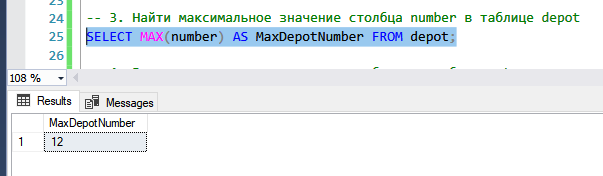 23
24 -- 3. Найти максимальное значение столбца number в таблице depot
25 SELECT MAX(number) AS MaxDepotNumber FROM depot;
26
108 %
Results Messages
MaxDepotNumber
1 12